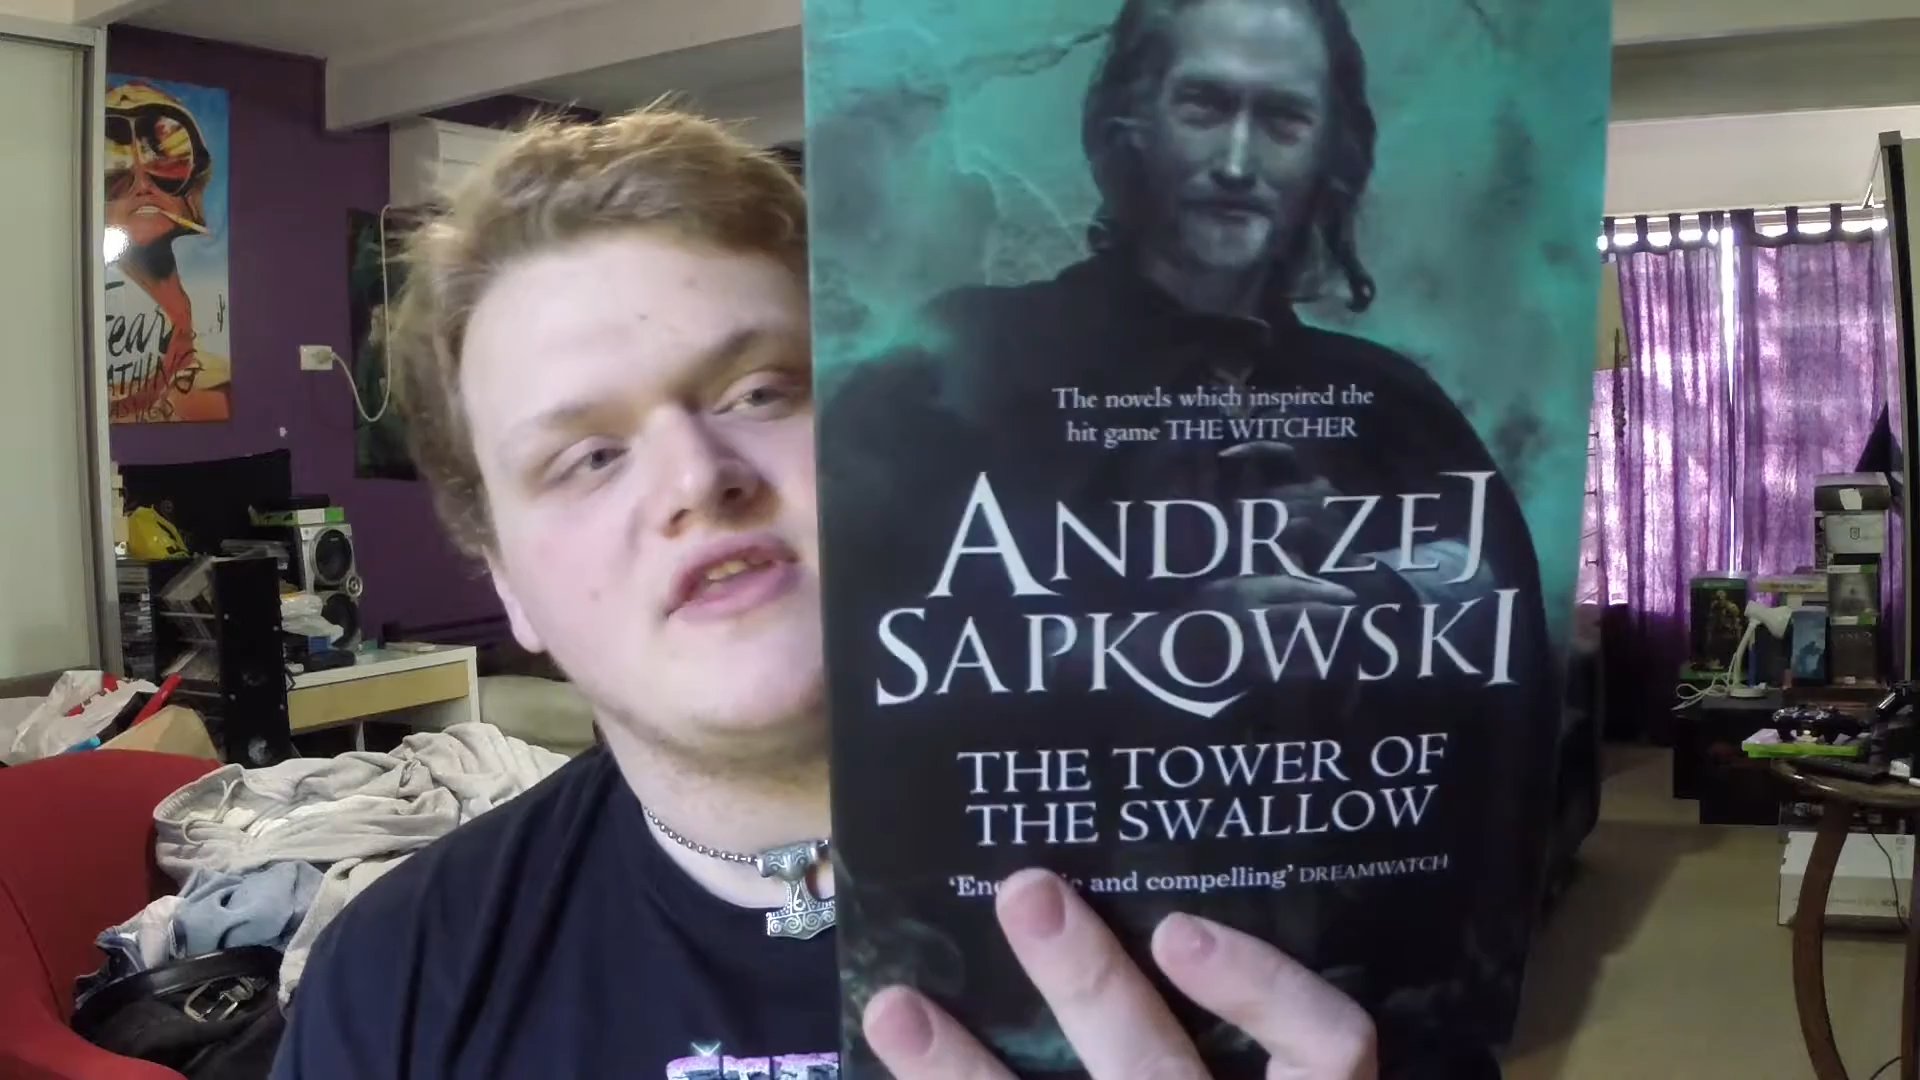 The novels which inspired the
hit game THE WITCHER
ANDRZEJ
SAPKOWSKI
THE TOWER OF
THE SWALLOW
and compelling' DREAMWATCH
Fear